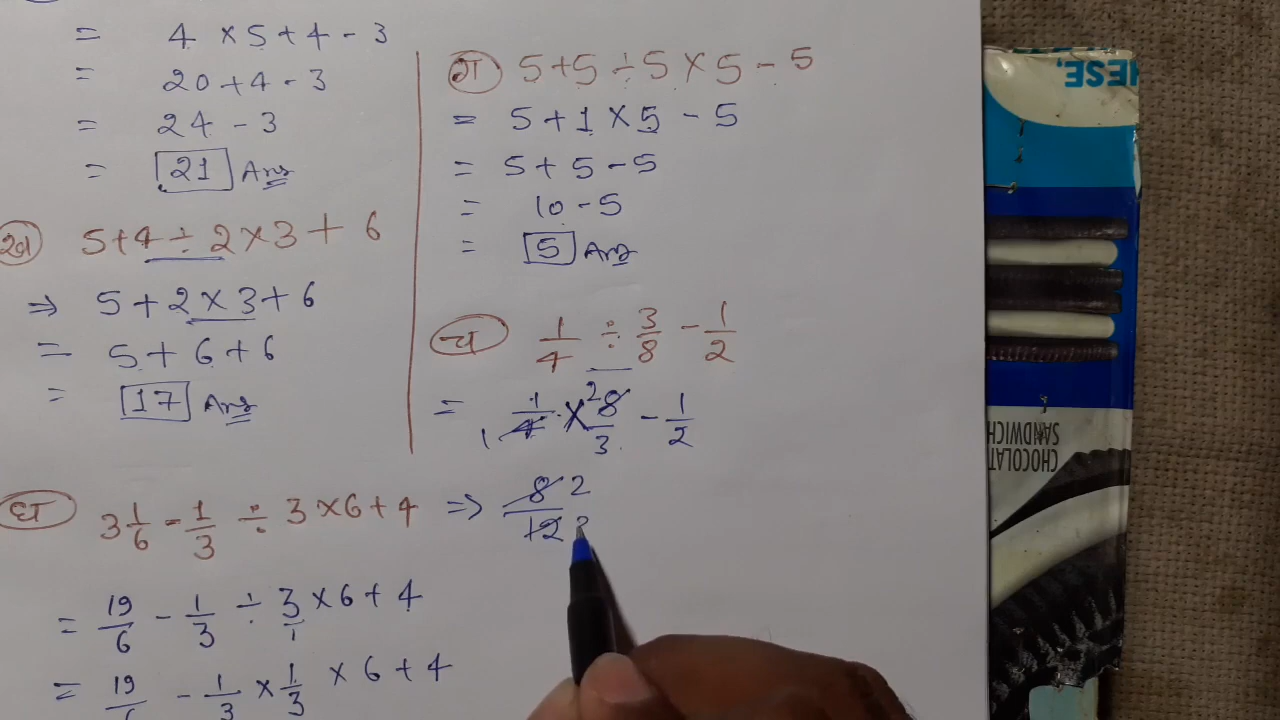 = 4 × 5 + 4 - 3
= 20 + 4 - 3
= 24 - 3
= 21 Ans
ख 5 + 4 ÷ 2 × 3 + 6
⇒ 5 + 2 × 3 + 6
= 5 + 6 + 6
= 17 Ans
ग 5 + 5 ÷ 5 × 5 - 5
= 5 + 1 × 5 - 5
= 5 + 5 - 5
= 10 - 5
= 5 Ans
घ 3 1/6 - 1/3 ÷ 3 × 6 + 4
= 19/6 - 1/3 ÷ 3/1 × 6 + 4
= 19/6 - 1/3 × 1/3 × 6 + 4
च 1/4 ÷ 3/8 - 1/2
= 1 1/4 × 2 8/3 - 1/2
⇒ 8 2/12
CHOCOLAT
SANDWICH